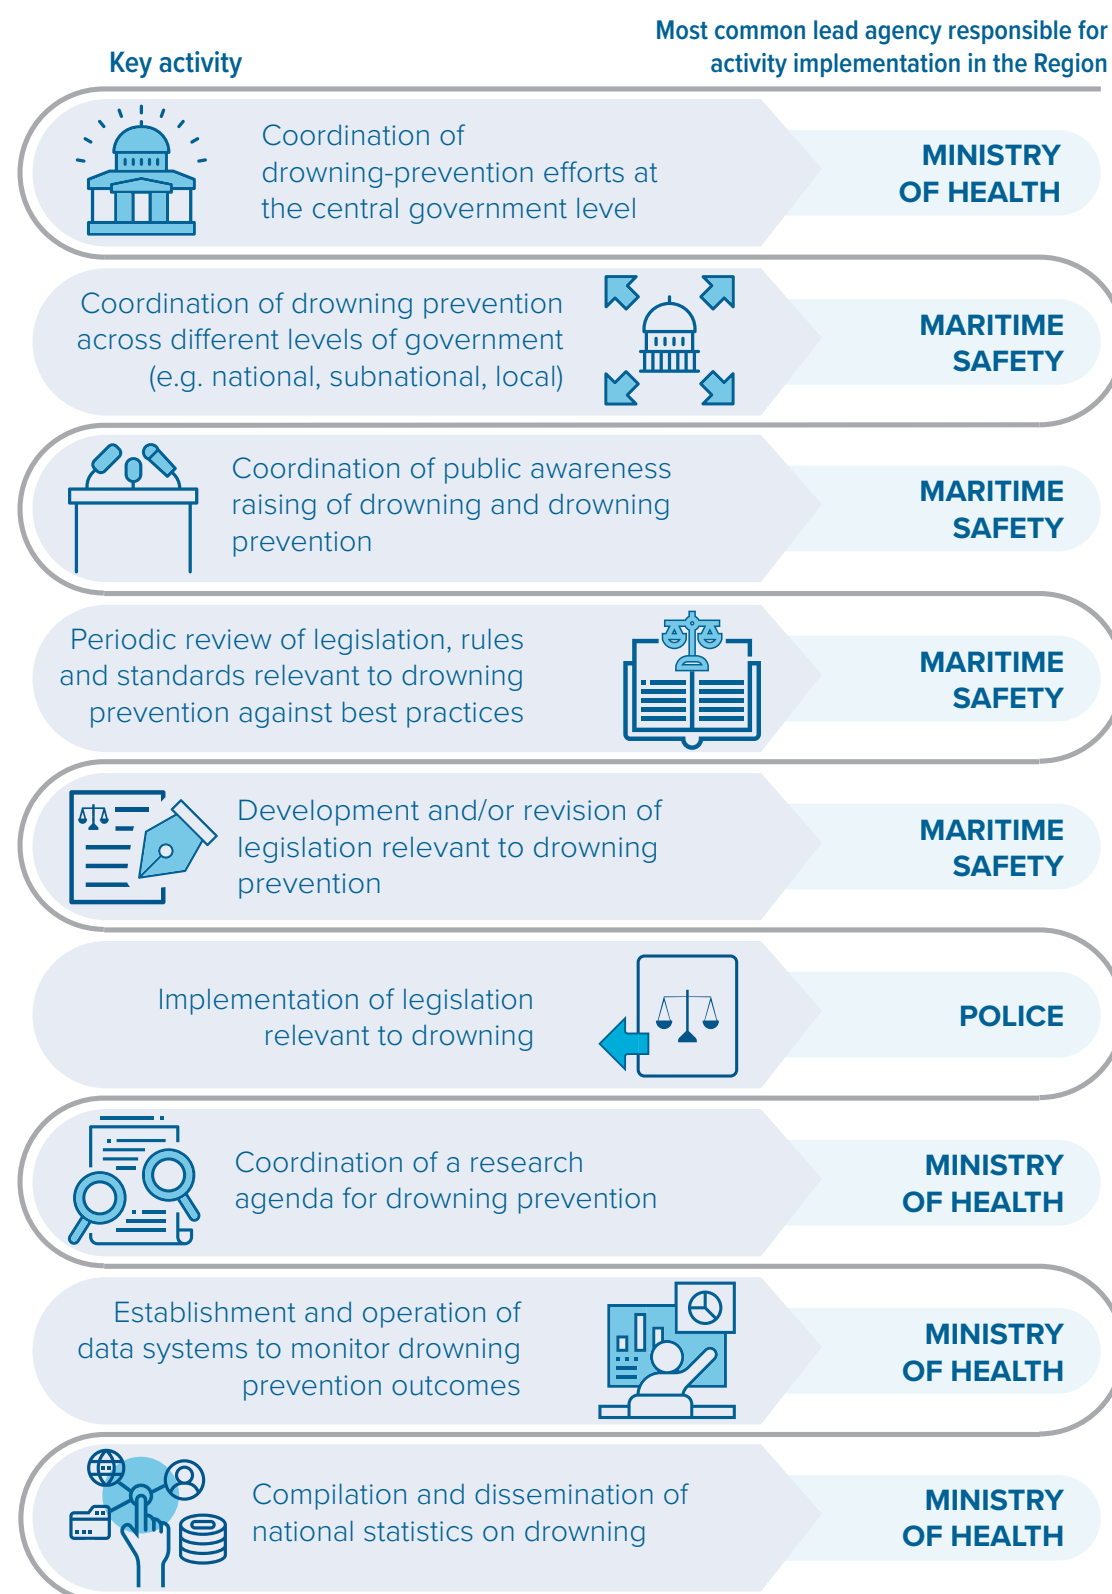 Key activity
Most common lead agency responsible for
activity implementation in the Region
Coordination of
drowning-prevention efforts at
the central government level
MINISTRY
OF HEALTH
Coordination of drowning prevention
across different levels of government
(e.g. national, subnational, local)
MARITIME
SAFETY
Coordination of public awareness
raising of drowning and drowning
prevention
MARITIME
SAFETY
Periodic review of legislation, rules
and standards relevant to drowning
prevention against best practices
MARITIME
SAFETY
Development and/or revision of
legislation relevant to drowning
prevention
MARITIME
SAFETY
Implementation of legislation
relevant to drowning
POLICE
Coordination of a research
agenda for drowning prevention
MINISTRY
OF HEALTH
Establishment and operation of
data systems to monitor drowning
prevention outcomes
MINISTRY
OF HEALTH
Compilation and dissemination of
national statistics on drowning
MINISTRY
OF HEALTH